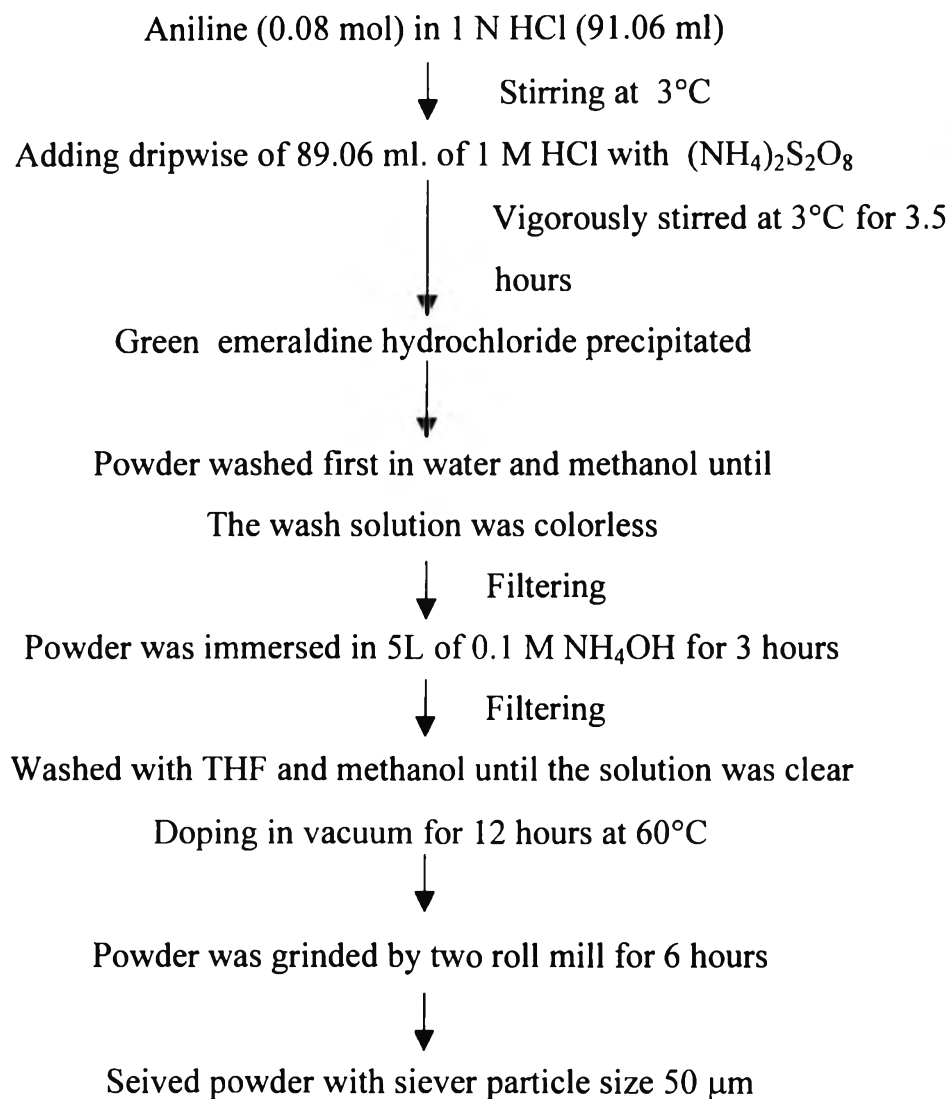 Aniline (0.08 mol) in 1 N HCl (91.06 ml)
Stirring at 3°C
Adding dripwise of 89.06 ml. of 1 M HCl with (NH₄)₂S₂O₈
Vigorously stirred at 3°C for 3.5
hours
Green emeraldine hydrochloride precipitated
Powder washed first in water and methanol until
The wash solution was colorless
Filtering
Powder was immersed in 5L of 0.1 M NH₄OH for 3 hours
Filtering
Washed with THF and methanol until the solution was clear
Doping in vacuum for 12 hours at 60°C
Powder was grinded by two roll mill for 6 hours
Seived powder with siever particle size 50 μm